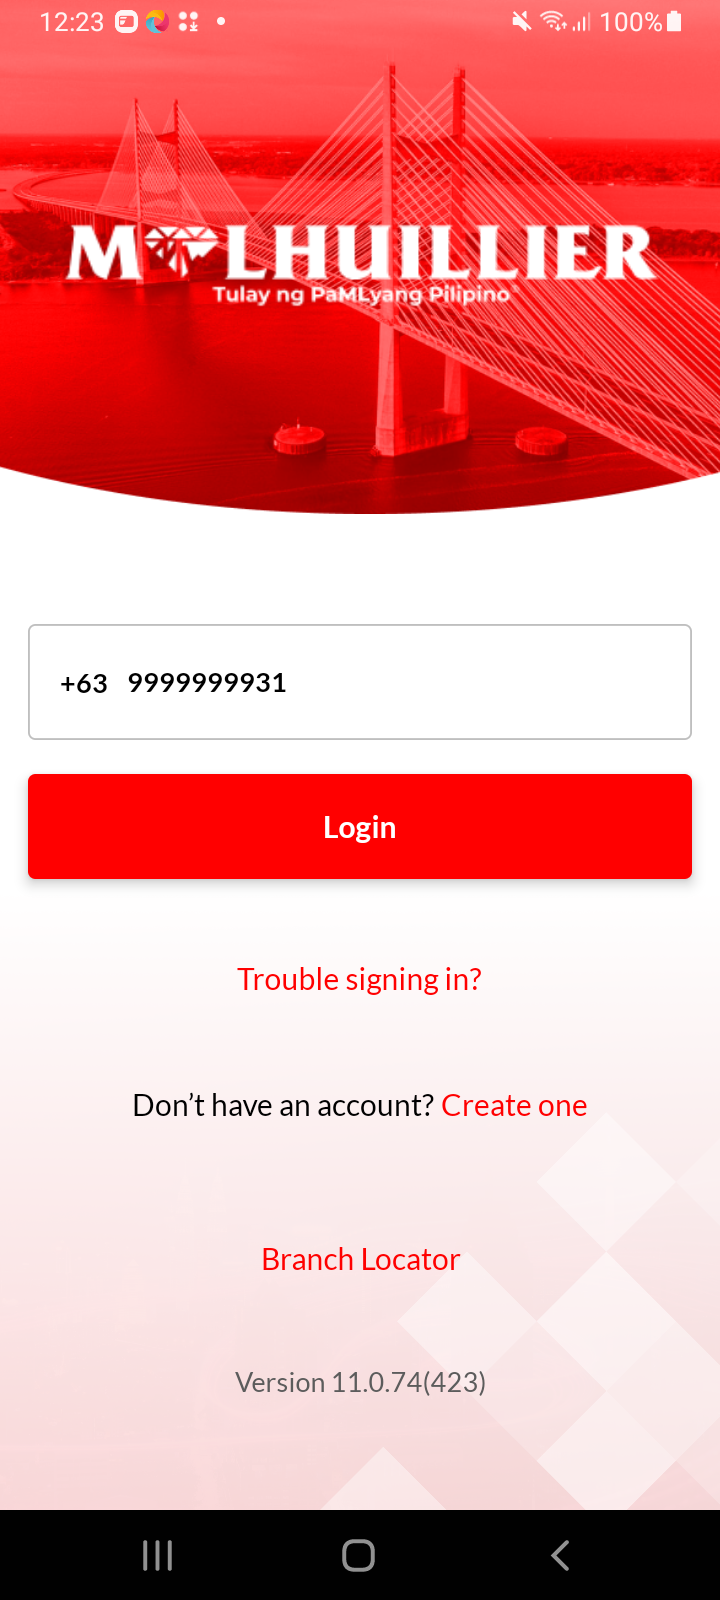 12:23 100%
M LHUILLIER
Tulay ng PaMLyang Pilipino
+63 9999999931
Login
Trouble signing in?
Don’t have an account? Create one
Branch Locator
Version 11.0.74(423)